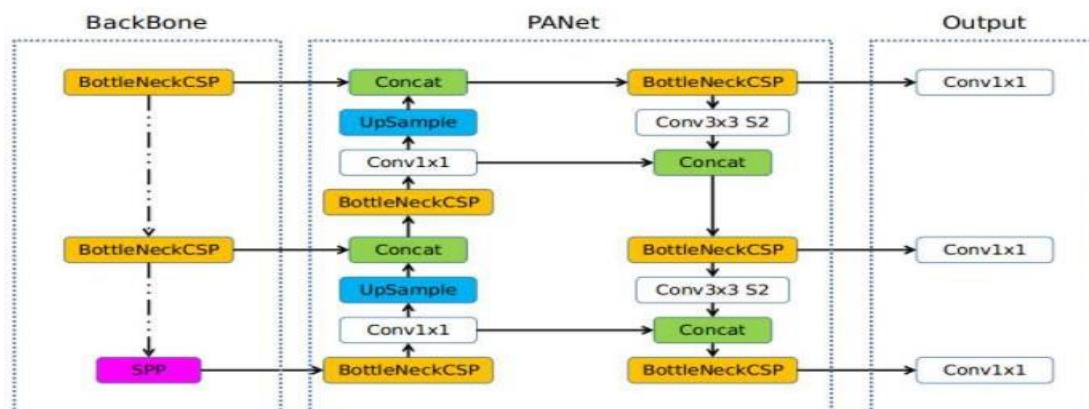 BackBone PANet Output
BottleNeckCSP Concat BottleNeckCSP Conv1x1
UpSample Conv3x3 S2
Conv1x1 Concat
BottleNeckCSP
BottleNeckCSP Concat BottleNeckCSP Conv1x1
UpSample Conv3x3 S2
Conv1x1 Concat
SPP BottleNeckCSP BottleNeckCSP Conv1x1